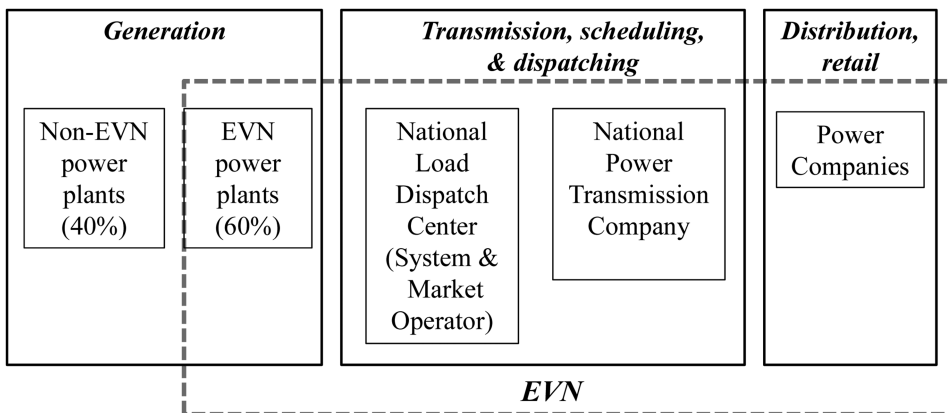 Generation
Non-EVN
power
plants
(40%)
EVN
power
plants
(60%)
Transmission, scheduling,
& dispatching
National
Load
Dispatch
Center
(System &
Market
Operator)
National
Power
Transmission
Company
Distribution,
retail
Power
Companies
EVN